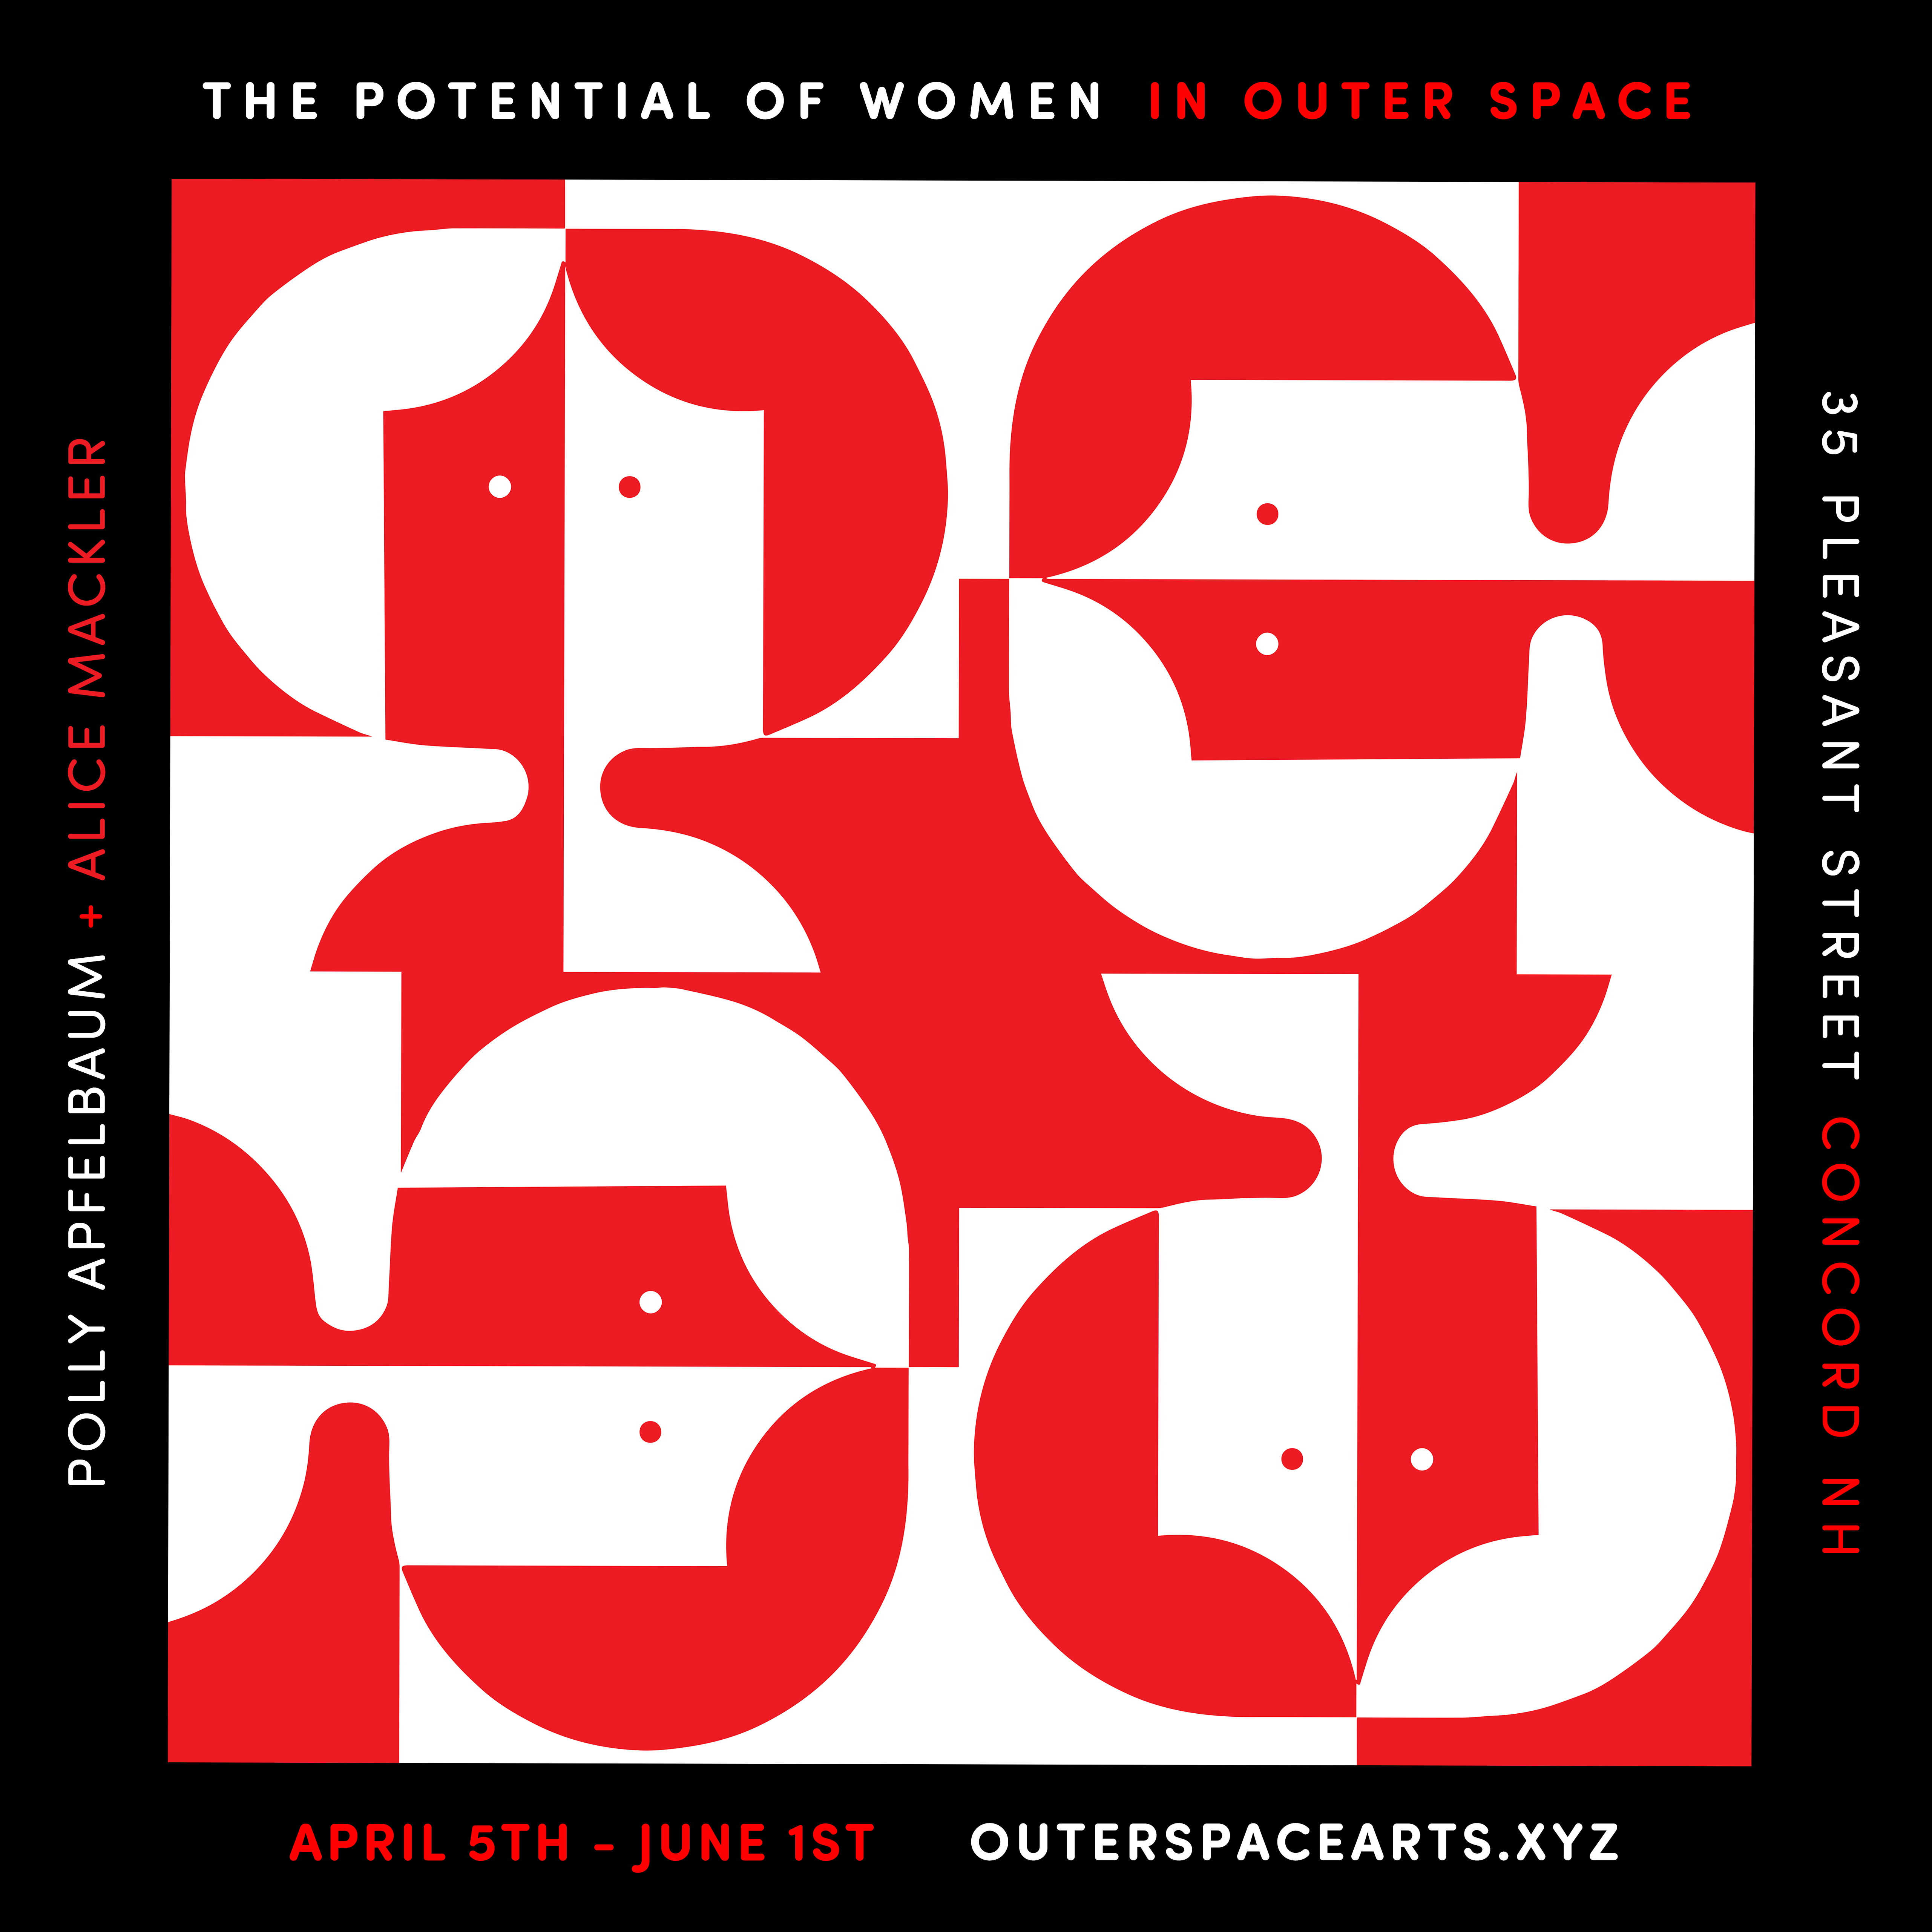 THE POTENTIAL OF WOMEN IN OUTER SPACE
POLLY APFELBAUM + ALICE MACKLER
35 PLEASANT STREET CONCORD NH
APRIL 5TH - JUNE 1ST OUTERSPACEARTS.XYZ